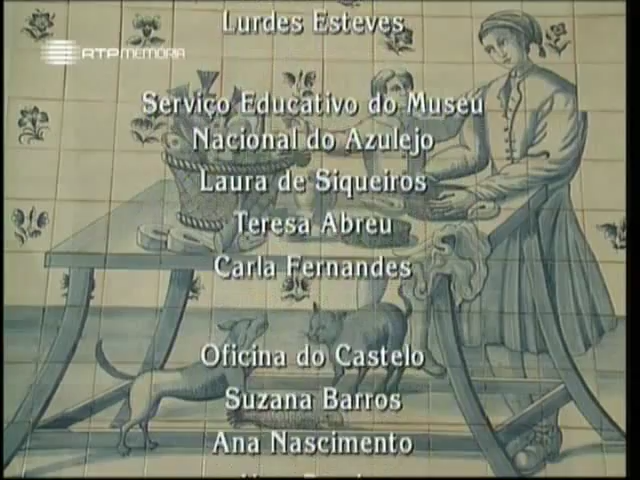 Lurdes Esteves
RTP MEMÓRIA
Serviço Educativo do Museu
Nacional do Azulejo
Laura de Siqueiros
Teresa Abreu
Carla Fernandes
Oficina do Castelo
Suzana Barros
Ana Nascimento